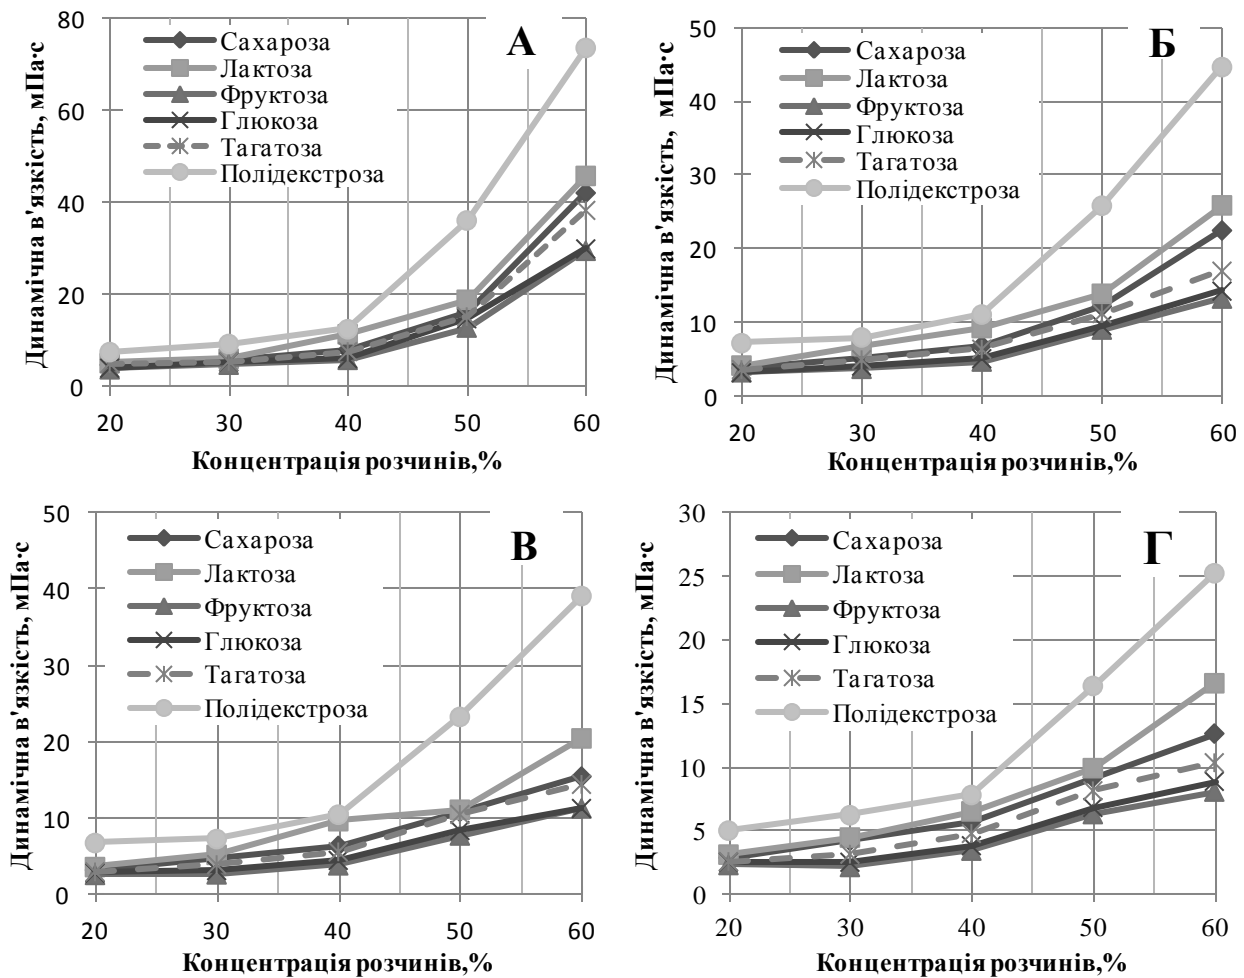 А
Динамічна в'язкість, мПа·с
80
60
40
20
0
Сахароза
Лактоза
Фруктоза
Глюкоза
Тагатоза
Полідекстроза
20 30 40 50 60
Концентрація розчинів,%
Б
Динамічна в'язкість, мПа·с
50
40
30
20
10
0
Сахароза
Лактоза
Фруктоза
Глюкоза
Тагатоза
Полідекстроза
20 30 40 50 60
Концентрація розчинів,%
В
Динамічна в'язкість, мПа·с
50
40
30
20
10
0
Сахароза
Лактоза
Фруктоза
Глюкоза
Тагатоза
Полідекстроза
20 30 40 50 60
Концентрація розчинів,%
Г
Динамічна в'язкість, мПа·с
30
25
20
15
10
5
0
Сахароза
Лактоза
Фруктоза
Глюкоза
Тагатоза
Полідекстроза
20 30 40 50 60
Концентрація розчинів,%